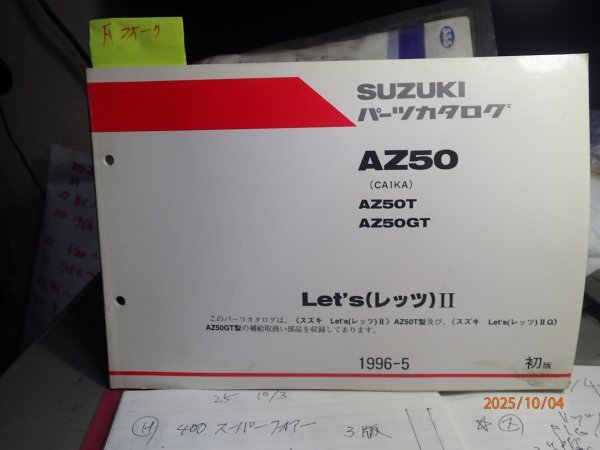 Fフォーク
SUZUKI
パーツカタログ
AZ50
(CA1KA)
AZ50T
AZ50GT
Let's(レッツ)II
このパーツカタログは、〈スズキ Let's(レッツ)II〉AZ50T型及び、〈スズキ Let's(レッツ)IIG〉
AZ50GT型の補給取扱い部品を収録してあります。
1996-5
初版
2025/10/04
25 10/3
H 400 スーパーフォアー 3版